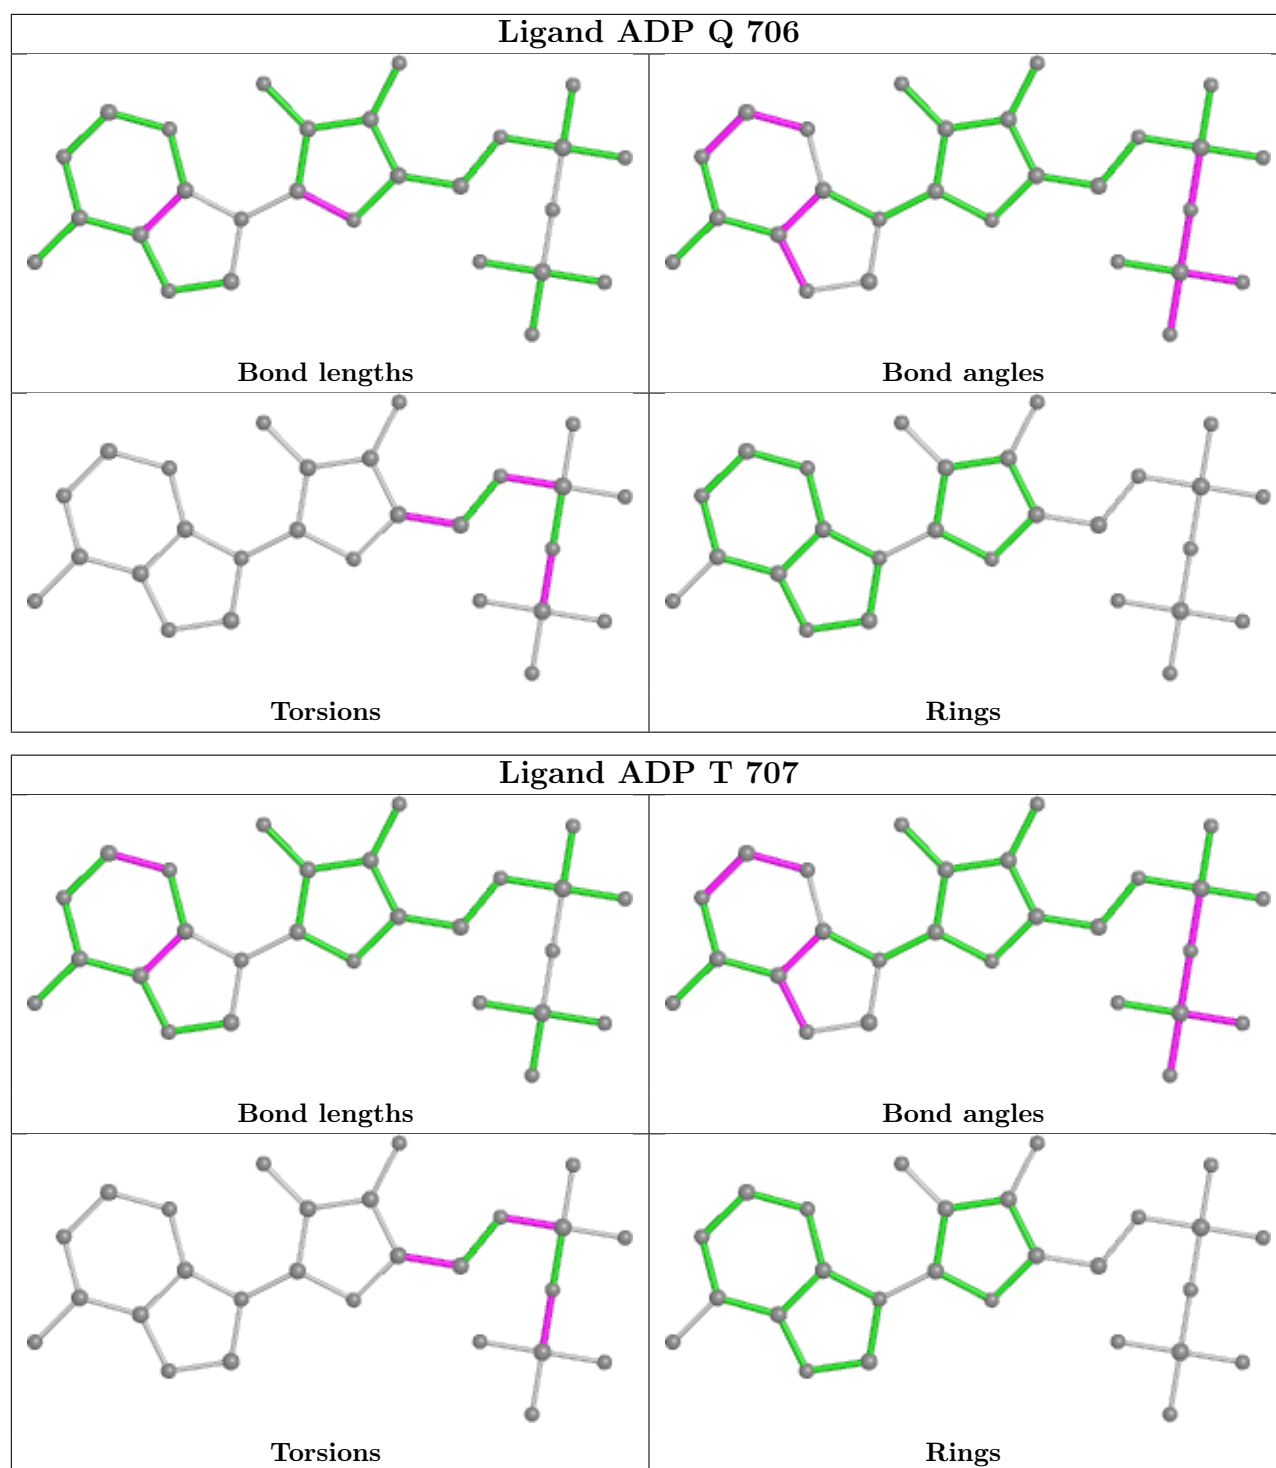 Ligand ADP Q 706
Bond lengths
Bond angles
Torsions
Rings
Ligand ADP T 707
Bond lengths
Bond angles
Torsions
Rings